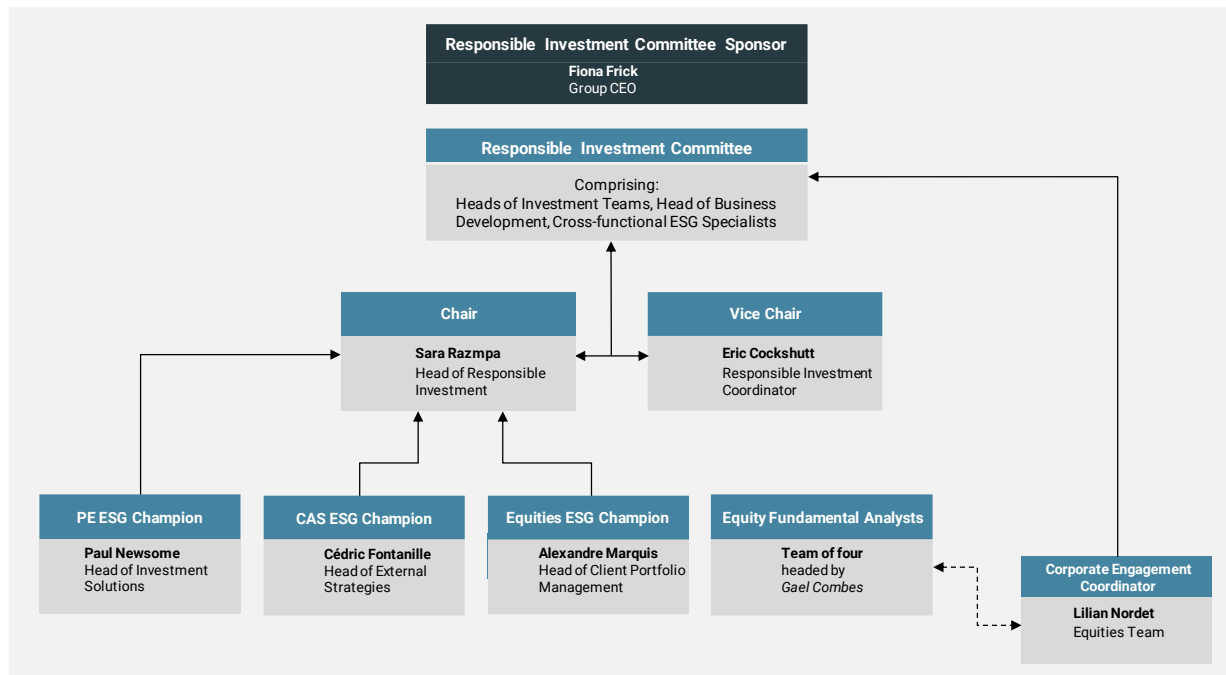 Responsible Investment Committee Sponsor
Fiona Frick
Group CEO
Responsible Investment Committee
Comprising:
Heads of Investment Teams, Head of Business
Development, Cross-functional ESG Specialists
Chair
Sara Razmpa
Head of Responsible
Investment
Vice Chair
Eric Cockshutt
Responsible Investment
Coordinator
PE ESG Champion
Paul Newsome
Head of Investment
Solutions
CAS ESG Champion
Cédric Fontanille
Head of External
Strategies
Equities ESG Champion
Alexandre Marquis
Head of Client Portfolio
Management
Equity Fundamental Analysts
Team of four
headed by
Gael Combes
Corporate Engagement
Coordinator
Lilian Nordet
Equities Team